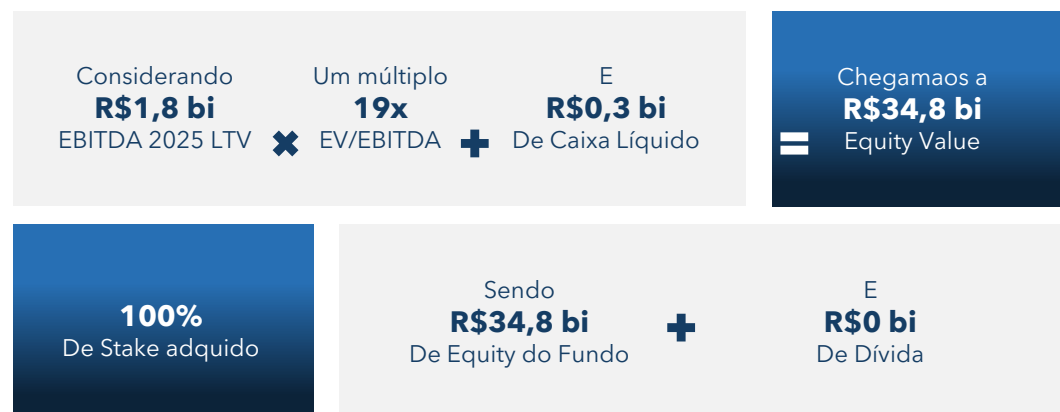 Considerando
R$1,8 bi
EBITDA 2025 LTV
✖
Um múltiplo
19x
EV/EBITDA
+
E
R$0,3 bi
De Caixa Líquido
=
Chegamaos a
R$34,8 bi
Equity Value
100%
De Stake adquido
Sendo
R$34,8 bi
De Equity do Fundo
+
E
R$0 bi
De Dívida